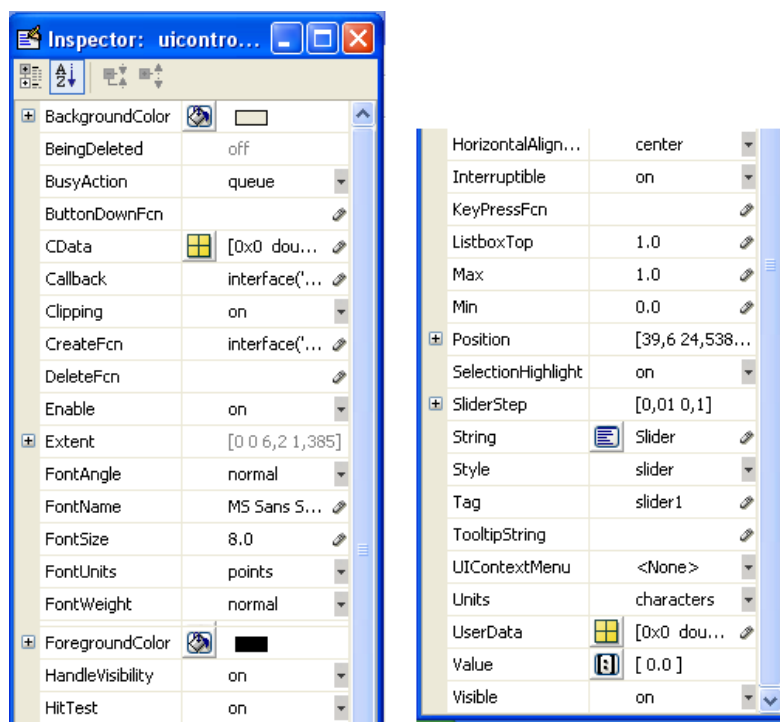 Inspector: uicontro...
BackgroundColor
BeingDeleted off
BusyAction queue
ButtonDownFcn
CData [0x0 dou...
Callback interface('...
Clipping on
CreateFcn interface('...
DeleteFcn
Enable on
Extent [0 0 6,2 1,385]
FontAngle normal
FontName MS Sans S...
FontSize 8.0
FontUnits points
FontWeight normal
ForegroundColor
HandleVisibility on
HitTest on
HorizontalAlign... center
Interruptible on
KeyPressFcn
ListboxTop 1.0
Max 1.0
Min 0.0
Position [39,6 24,538...
SelectionHighlight on
SliderStep [0,01 0,1]
String Slider
Style slider
Tag slider1
TooltipString
UIContextMenu <None>
Units characters
UserData [0x0 dou...
Value [ 0.0 ]
Visible on